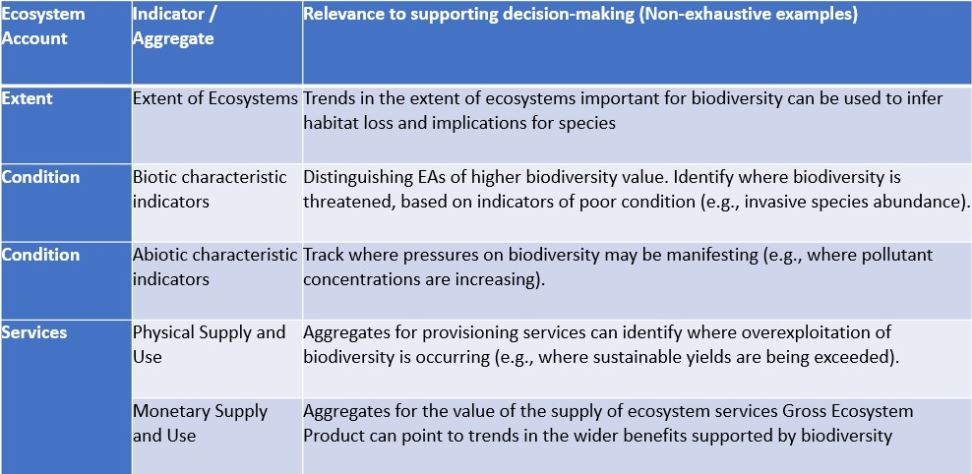 Ecosystem
Account
Indicator /
Aggregate
Relevance to supporting decision-making (Non-exhaustive examples)
Extent
Extent of Ecosystems
Trends in the extent of ecosystems important for biodiversity can be used to infer
habitat loss and implications for species
Condition
Biotic characteristic
indicators
Distinguishing EAs of higher biodiversity value. Identify where biodiversity is
threatened, based on indicators of poor condition (e.g., invasive species abundance).
Condition
Abiotic characteristic
indicators
Track where pressures on biodiversity may be manifesting (e.g., where pollutant
concentrations are increasing).
Services
Physical Supply and
Use
Aggregates for provisioning services can identify where overexploitation of
biodiversity is occurring (e.g., where sustainable yields are being exceeded).
Monetary Supply
and Use
Aggregates for the value of the supply of ecosystem services Gross Ecosystem
Product can point to trends in the wider benefits supported by biodiversity